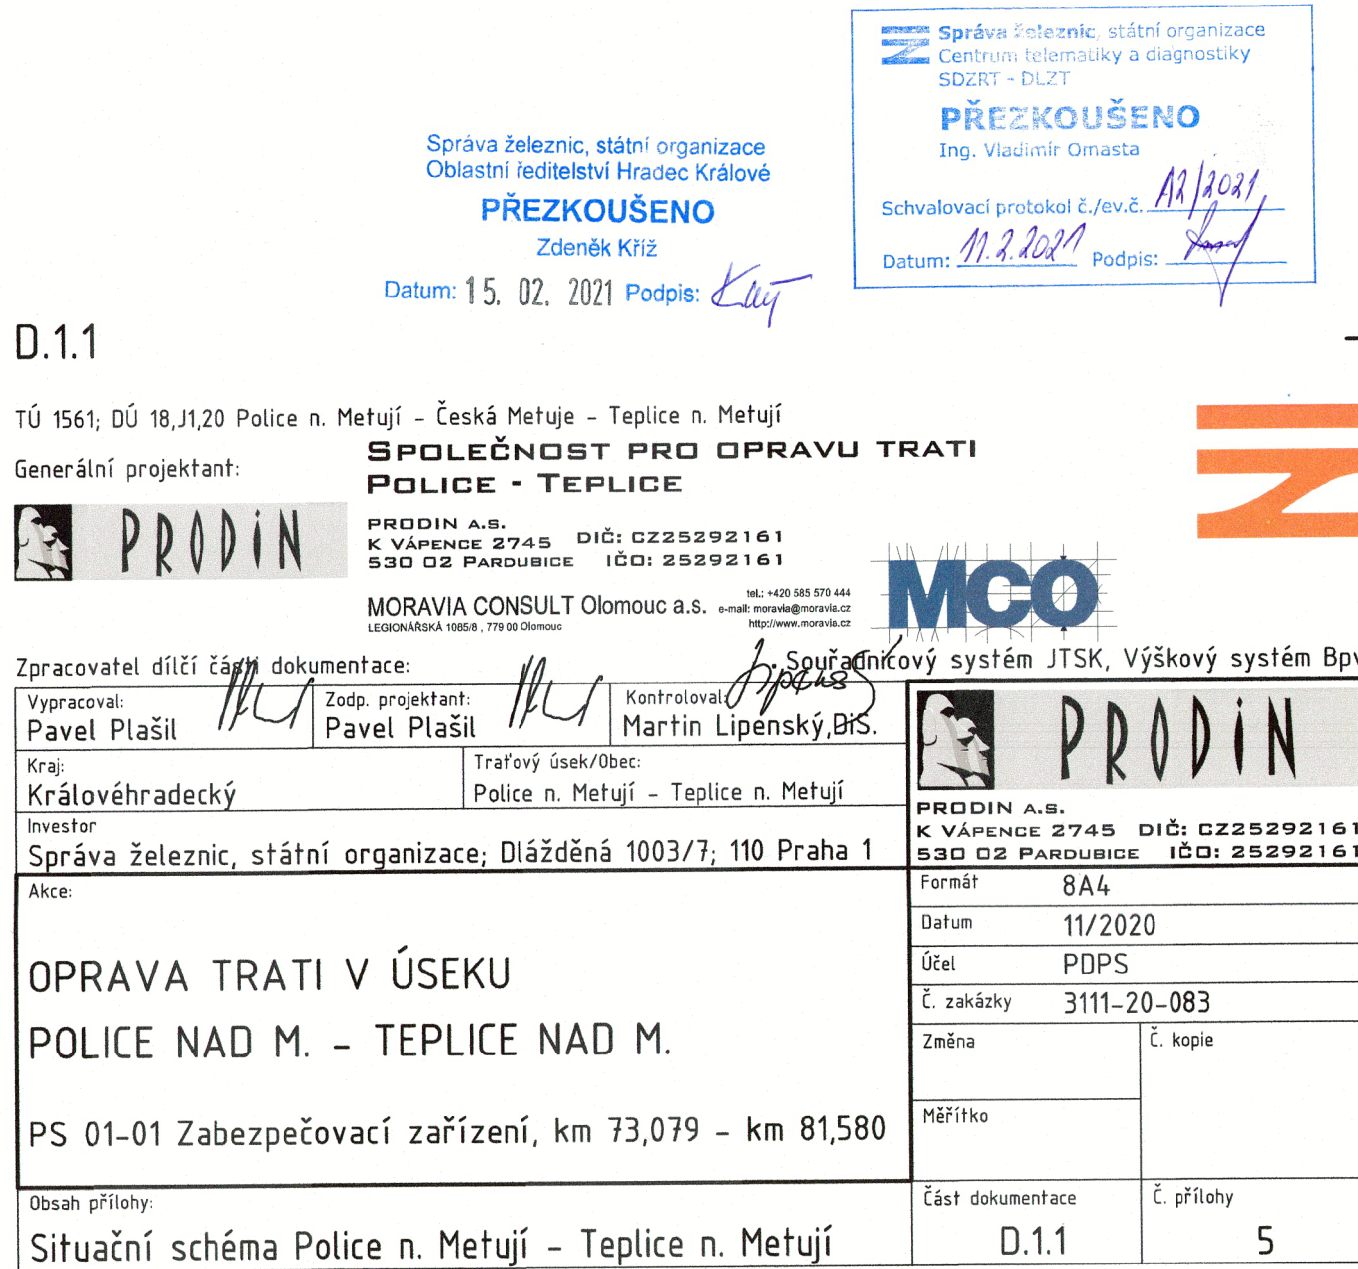 Správa železnic, státní organizace
Centrum telematiky a diagnostiky
SDZRT - DLZT
PŘEZKOUŠENO
Ing. Vladimír Omasta
Schvalovací protokol č./ev.č. A2/2021
Datum: 11.2.2021 Podpis:
Správa železnic, státní organizace
Oblastní ředitelství Hradec Králové
PŘEZKOUŠENO
Zdeněk Kříž
Datum: 15. 02. 2021 Podpis:
D.1.1
TÚ 1561; DÚ 18,J1,20 Police n. Metují – Česká Metuje – Teplice n. Metují
Generální projektant:
SPOLEČNOST PRO OPRAVU TRATI
POLICE - TEPLICE
PRODIN
PRODIN A.S.
K VÁPENCE 2745 DIČ: CZ25292161
530 02 PARDUBICE IČO: 25292161
MORAVIA CONSULT Olomouc a.s.
LEGIONÁŘSKÁ 1085/8 , 779 00 Olomouc
tel.: +420 585 570 444
e-mail: moravia@moravia.cz
http://www.moravia.cz
MCO
Zpracovatel dílčí části dokumentace:
Souřadnicový systém JTSK, Výškový systém Bpv
Vypracoval:
Pavel Plašil
Zodp. projektant:
Pavel Plašil
Kontroloval:
Martin Lipenský,DiS.
Kraj:
Královéhradecký
Traťový úsek/Obec:
Police n. Metují – Teplice n. Metují
Investor
Správa železnic, státní organizace; Dlážděná 1003/7; 110 Praha 1
PRODIN
PRODIN A.S.
K VÁPENCE 2745 DIČ: CZ25292161
530 02 PARDUBICE IČO: 25292161
Akce:
OPRAVA TRATI V ÚSEKU
POLICE NAD M. – TEPLICE NAD M.
PS 01-01 Zabezpečovací zařízení, km 73,079 – km 81,580
Formát 8A4
Datum 11/2020
Účel PDPS
Č. zakázky 3111-20-083
Změna
Č. kopie
Měřítko
Obsah přílohy:
Situační schéma Police n. Metují – Teplice n. Metují
Část dokumentace
D.1.1
Č. přílohy
5